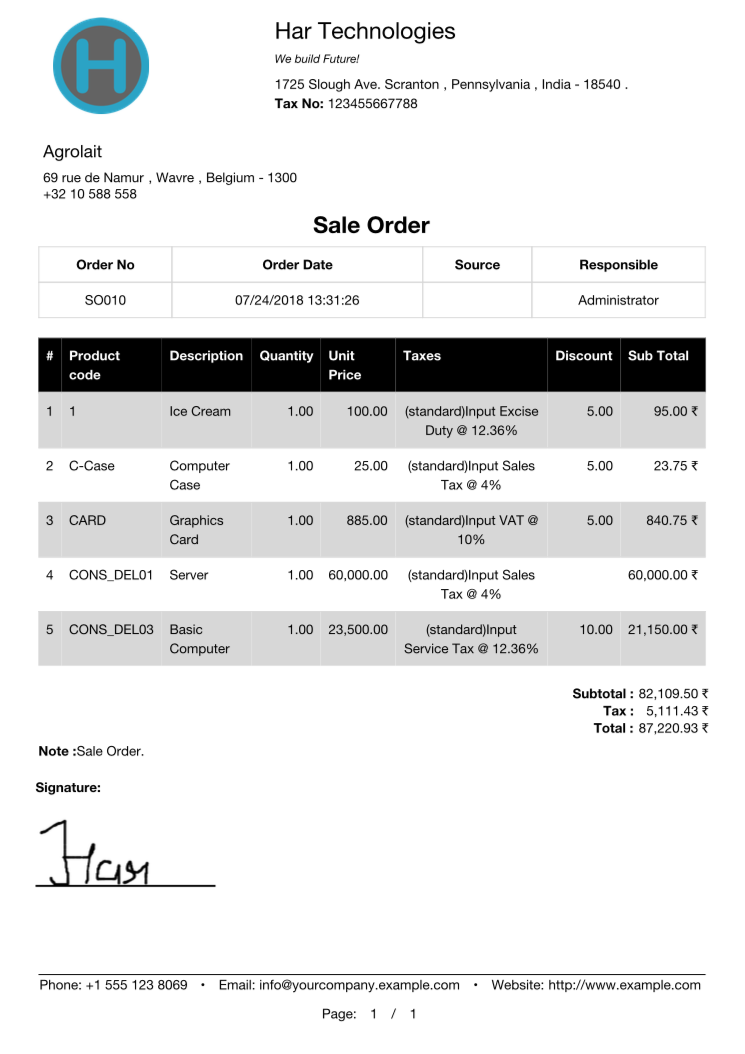 H
Har Technologies
We build Future!
1725 Slough Ave. Scranton , Pennsylvania , India - 18540 .
Tax No: 123455667788
Agrolait
69 rue de Namur , Wavre , Belgium - 1300
+32 10 588 558
Sale Order
Order No Order Date Source Responsible
SO010 07/24/2018 13:31:26 Administrator
# Product Description Quantity Unit Taxes Discount Sub Total
code Price
1 1 Ice Cream 1.00 100.00 (standard)Input Excise 5.00 95.00 ₹
Duty @ 12.36%
2 C-Case Computer 1.00 25.00 (standard)Input Sales 5.00 23.75 ₹
Case Tax @ 4%
3 CARD Graphics 1.00 885.00 (standard)Input VAT @ 5.00 840.75 ₹
Card 10%
4 CONS_DEL01 Server 1.00 60,000.00 (standard)Input Sales 60,000.00 ₹
Tax @ 4%
5 CONS_DEL03 Basic 1.00 23,500.00 (standard)Input 10.00 21,150.00 ₹
Computer Service Tax @ 12.36%
Subtotal : 82,109.50 ₹
Tax : 5,111.43 ₹
Total : 87,220.93 ₹
Note :Sale Order.
Signature:
Har
Phone: +1 555 123 8069 • Email: info@yourcompany.example.com • Website: http://www.example.com
Page: 1 / 1